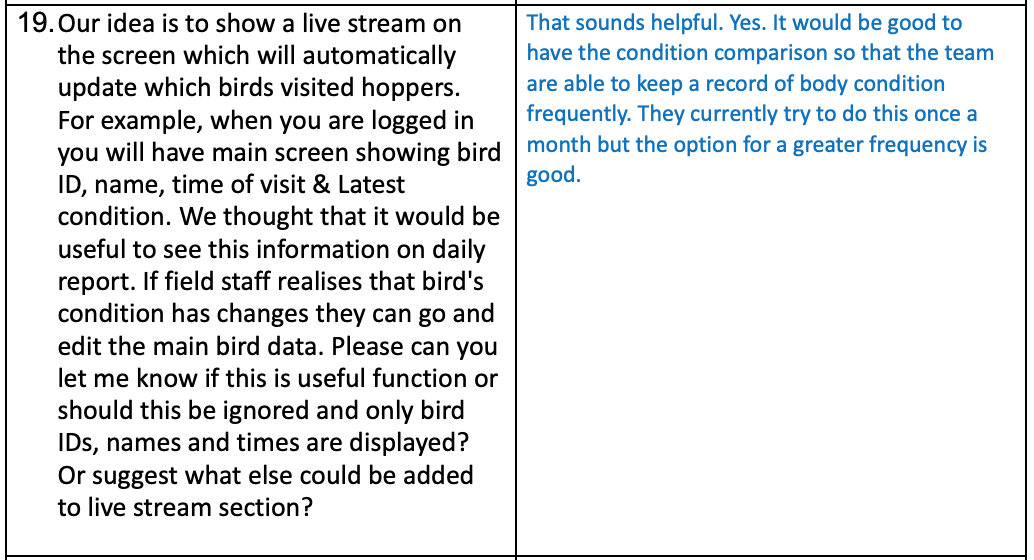 19. Our idea is to show a live stream on
the screen which will automatically
update which birds visited hoppers.
For example, when you are logged in
you will have main screen showing bird
ID, name, time of visit & Latest
condition. We thought that it would be
useful to see this information on daily
report. If field staff realises that bird's
condition has changes they can go and
edit the main bird data. Please can you
let me know if this is useful function or
should this be ignored and only bird
IDs, names and times are displayed?
Or suggest what else could be added
to live stream section?
That sounds helpful. Yes. It would be good to
have the condition comparison so that the team
are able to keep a record of body condition
frequently. They currently try to do this once a
month but the option for a greater frequency is
good.